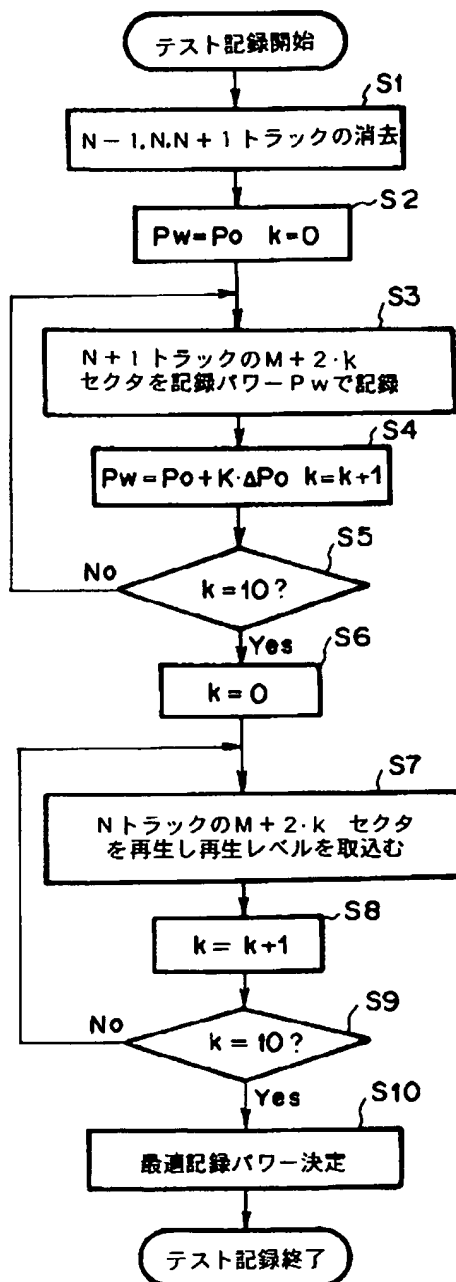 テスト記録開始
S1
N-1.N.N+1トラックの消去
S2
Pw=Po k=0
S3
N+1トラックのM+2·k
セクタを記録パワーPwで記録
S4
Pw=Po+K·ΔPo k=k+1
S5
No
k=10?
Yes
S6
k=0
S7
NトラックのM+2·k セクタ
を再生し再生レベルを取込む
S8
k=k+1
S9
No
k=10?
Yes
S10
最適記録パワー決定
テスト記録終了